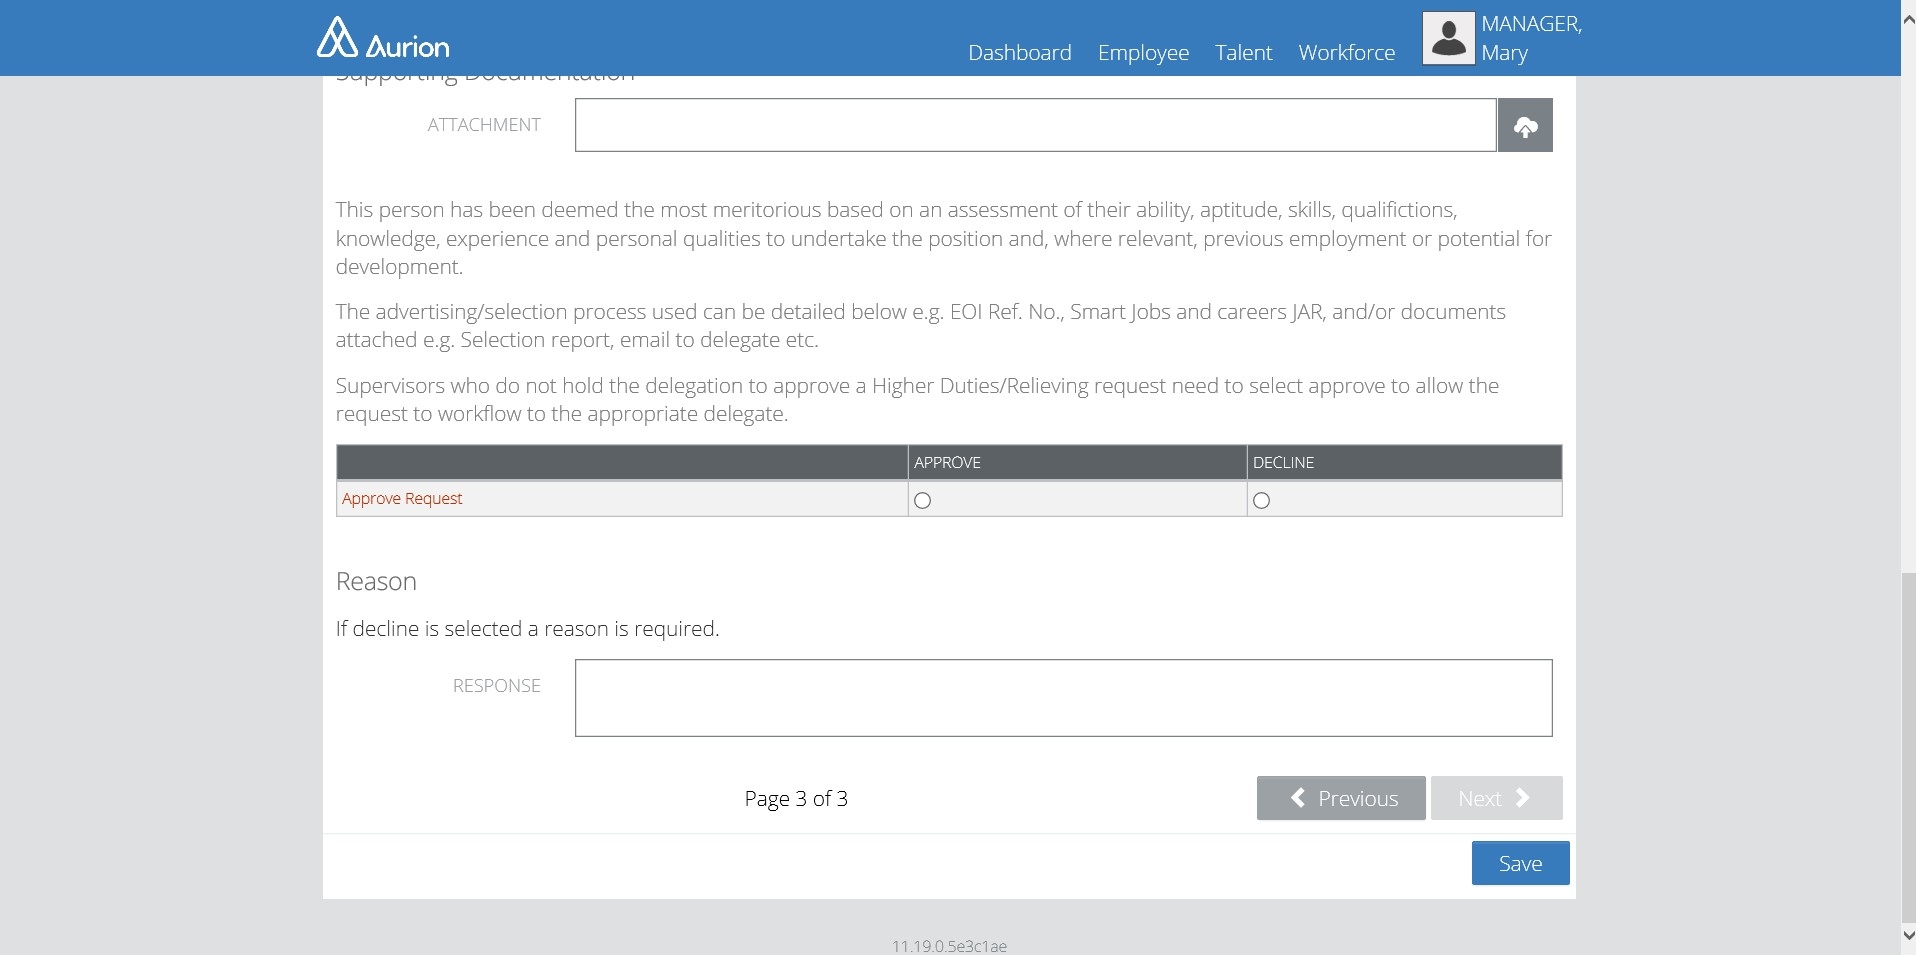 Aurion
Dashboard Employee Talent Workforce
MANAGER,
Mary
Supporting Documentation
ATTACHMENT
This person has been deemed the most meritorious based on an assessment of their ability, aptitude, skills, qualifictions,
knowledge, experience and personal qualities to undertake the position and, where relevant, previous employment or potential for
development.
The advertising/selection process used can be detailed below e.g. EOI Ref. No., Smart Jobs and careers JAR, and/or documents
attached e.g. Selection report, email to delegate etc.
Supervisors who do not hold the delegation to approve a Higher Duties/Relieving request need to select approve to allow the
request to workflow to the appropriate delegate.
APPROVE DECLINE
Approve Request
Reason
If decline is selected a reason is required.
RESPONSE
Page 3 of 3 Previous Next
Save
11.19.0.5e3c1ae